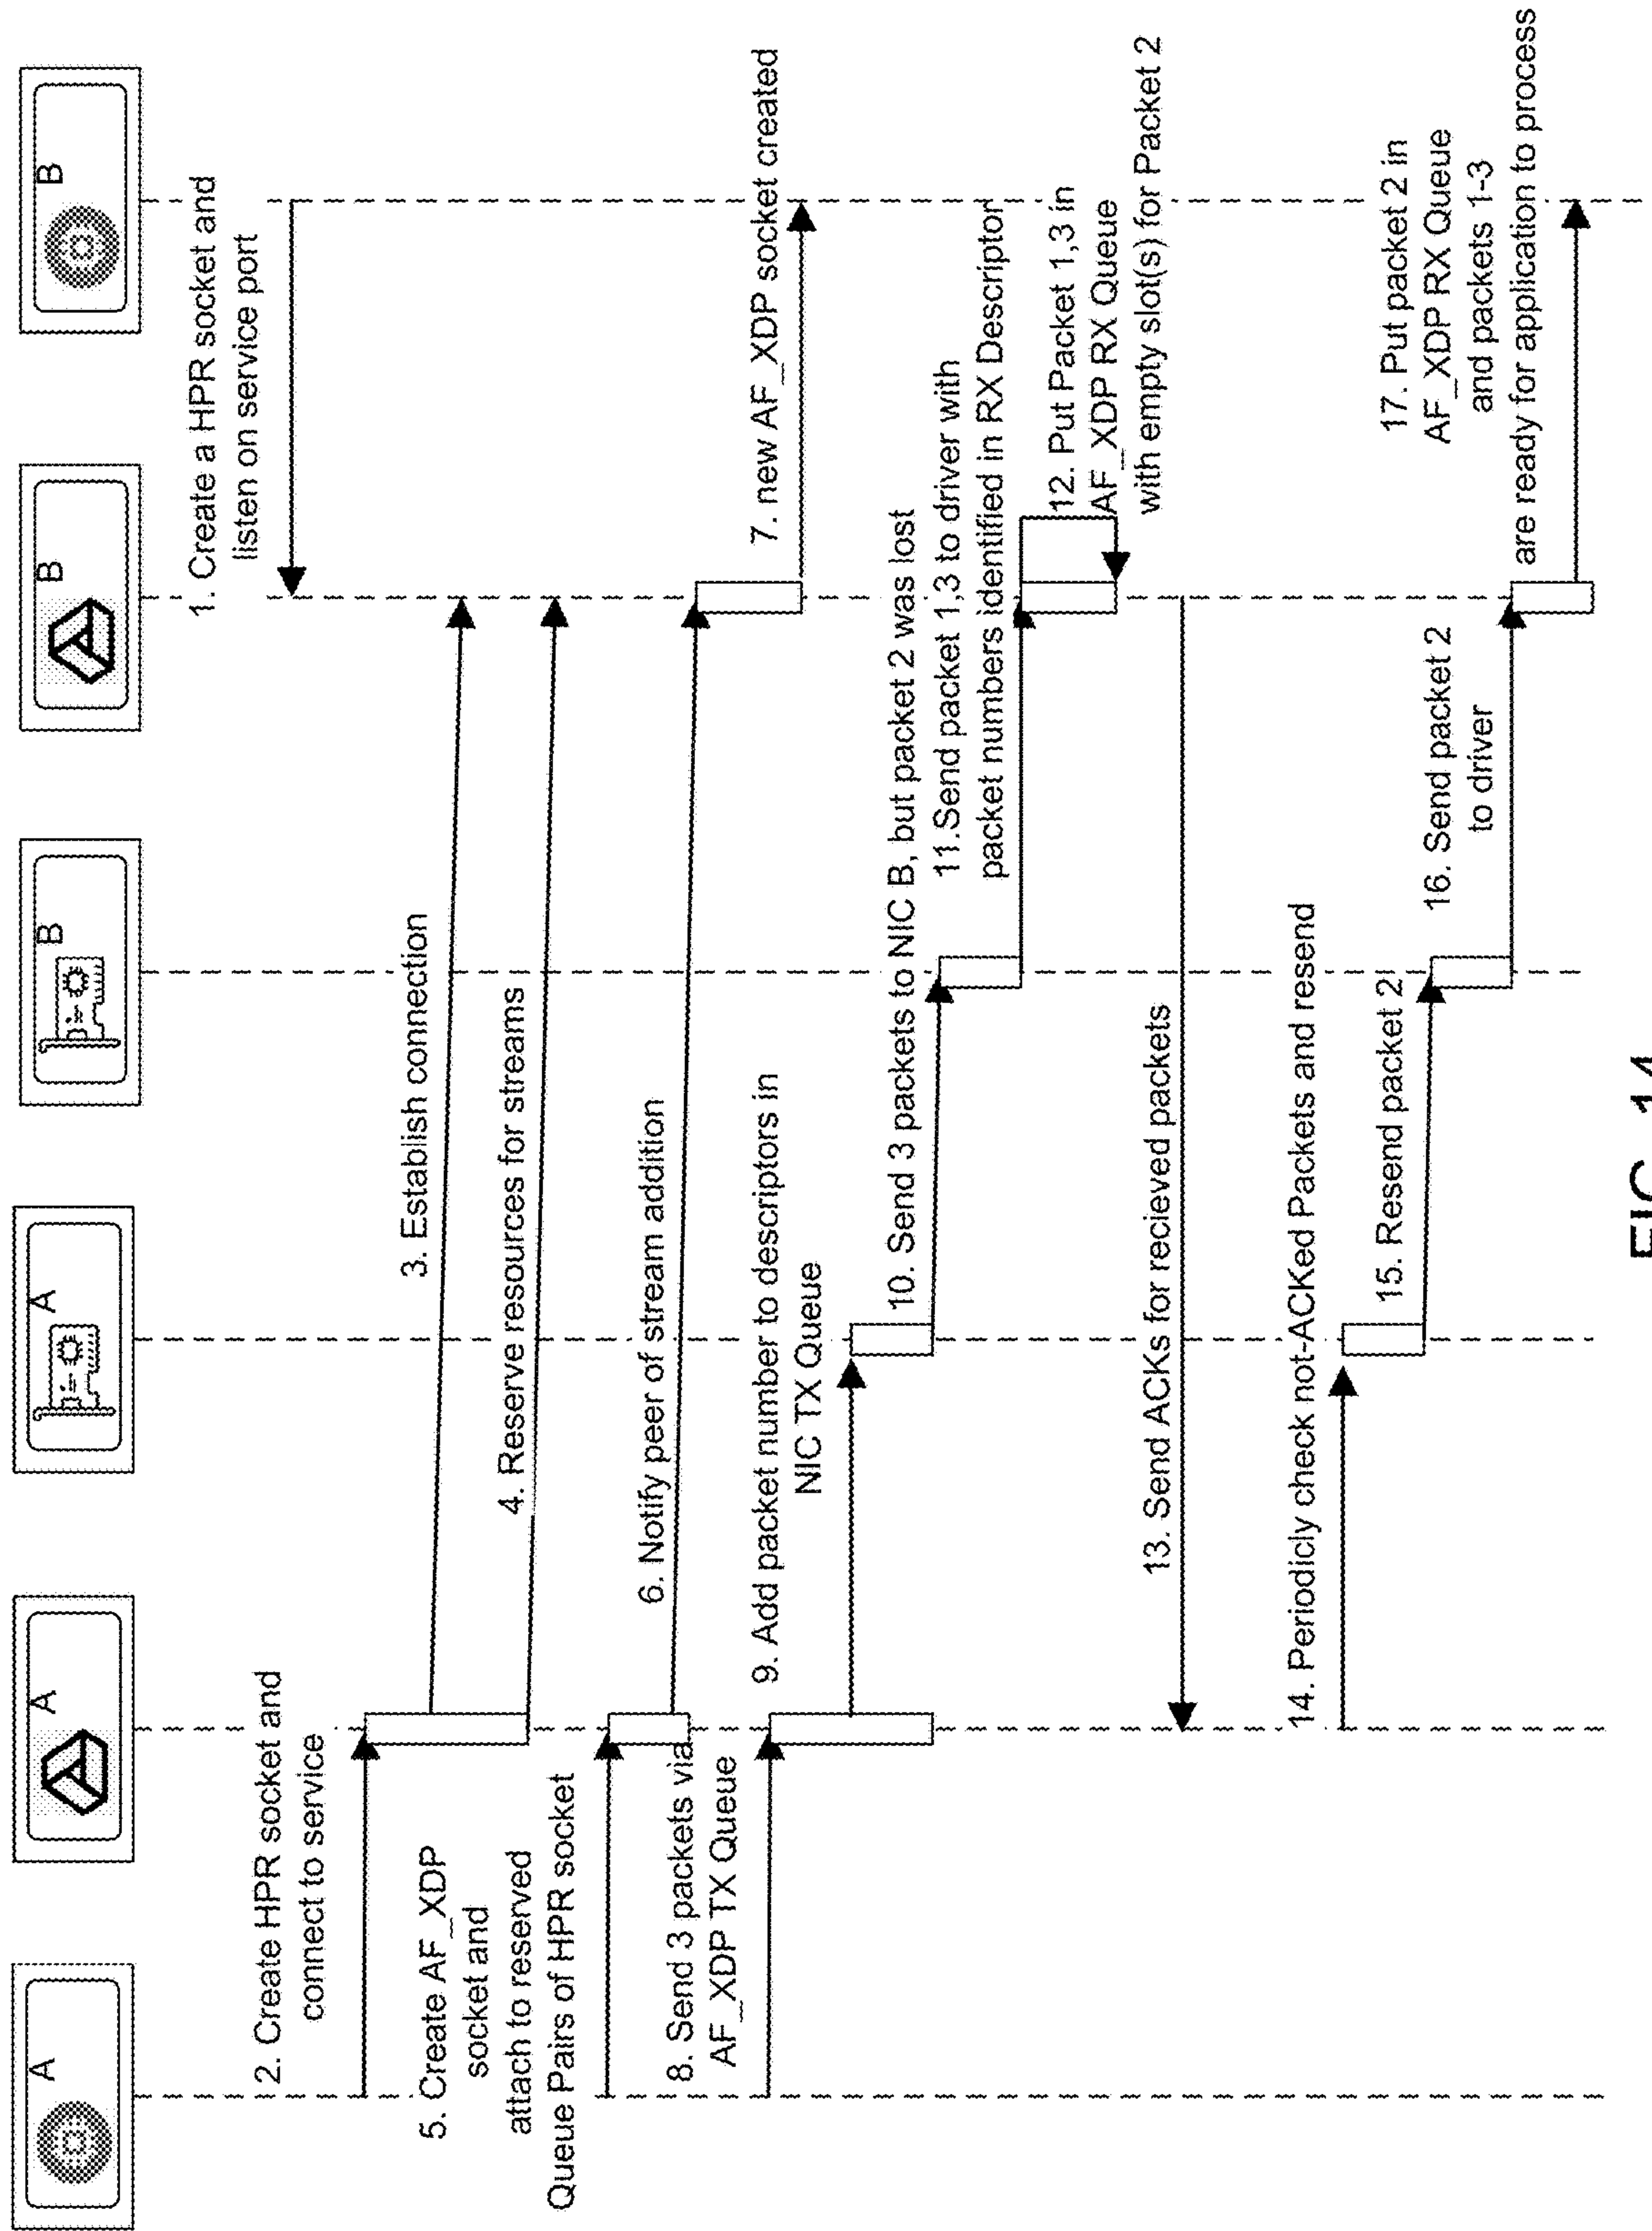 A
A
A
B
B
B
1. Create a HPR socket and
listen on service port
2. Create HPR socket and
connect to service
3. Establish connection
4. Reserve resources for streams
5. Create AF_XDP
socket and
attach to reserved
Queue Pairs of HPR socket
6. Notify peer of stream addition
7. new AF_XDP socket created
8. Send 3 packets via
AF_XDP TX Queue
9. Add packet number to descriptors in
NIC TX Queue
10. Send 3 packets to NIC B, but packet 2 was lost
11.Send packet 1,3 to driver with
packet numbers identified in RX Descriptor
12. Put Packet 1,3 in
AF_XDP RX Queue
with empty slot(s) for Packet 2
13. Send ACKs for recieved packets
14. Periodicly check not-ACKed Packets and resend
15. Resend packet 2
16. Send packet 2
to driver
17. Put packet 2 in
AF_XDP RX Queue
and packets 1-3
are ready for application to process
FIG. 14